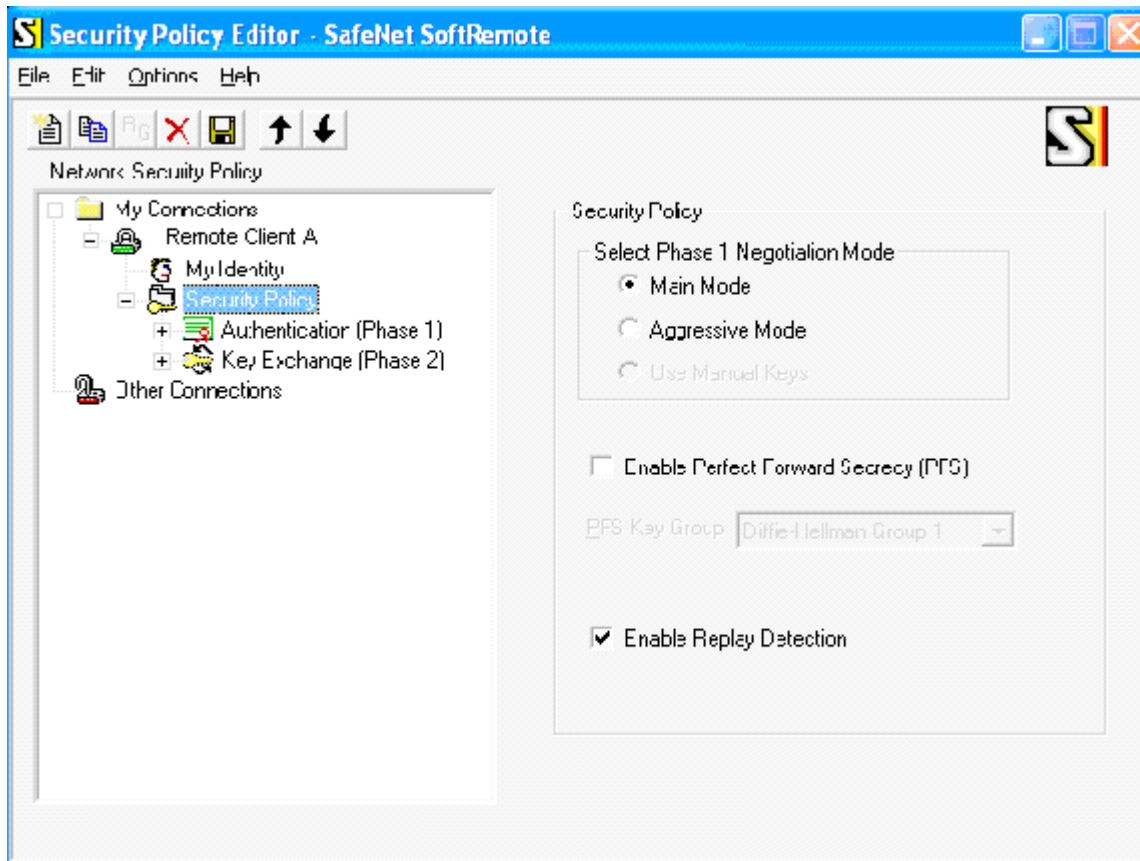 Security Policy Editor - SafeNet SoftRemote
File Edit Options Help
Network Security Policy
My Connections
Remote Client A
My Identity
Security Policy
Authentication (Phase 1)
Key Exchange (Phase 2)
Other Connections
Security Policy
Select Phase 1 Negotiation Mode
Main Mode
Aggressive Mode
Use Manual Keys
Enable Perfect Forward Secrecy (PFS)
PFS Key Group
Diffie-Hellman Group 1
Enable Replay Detection